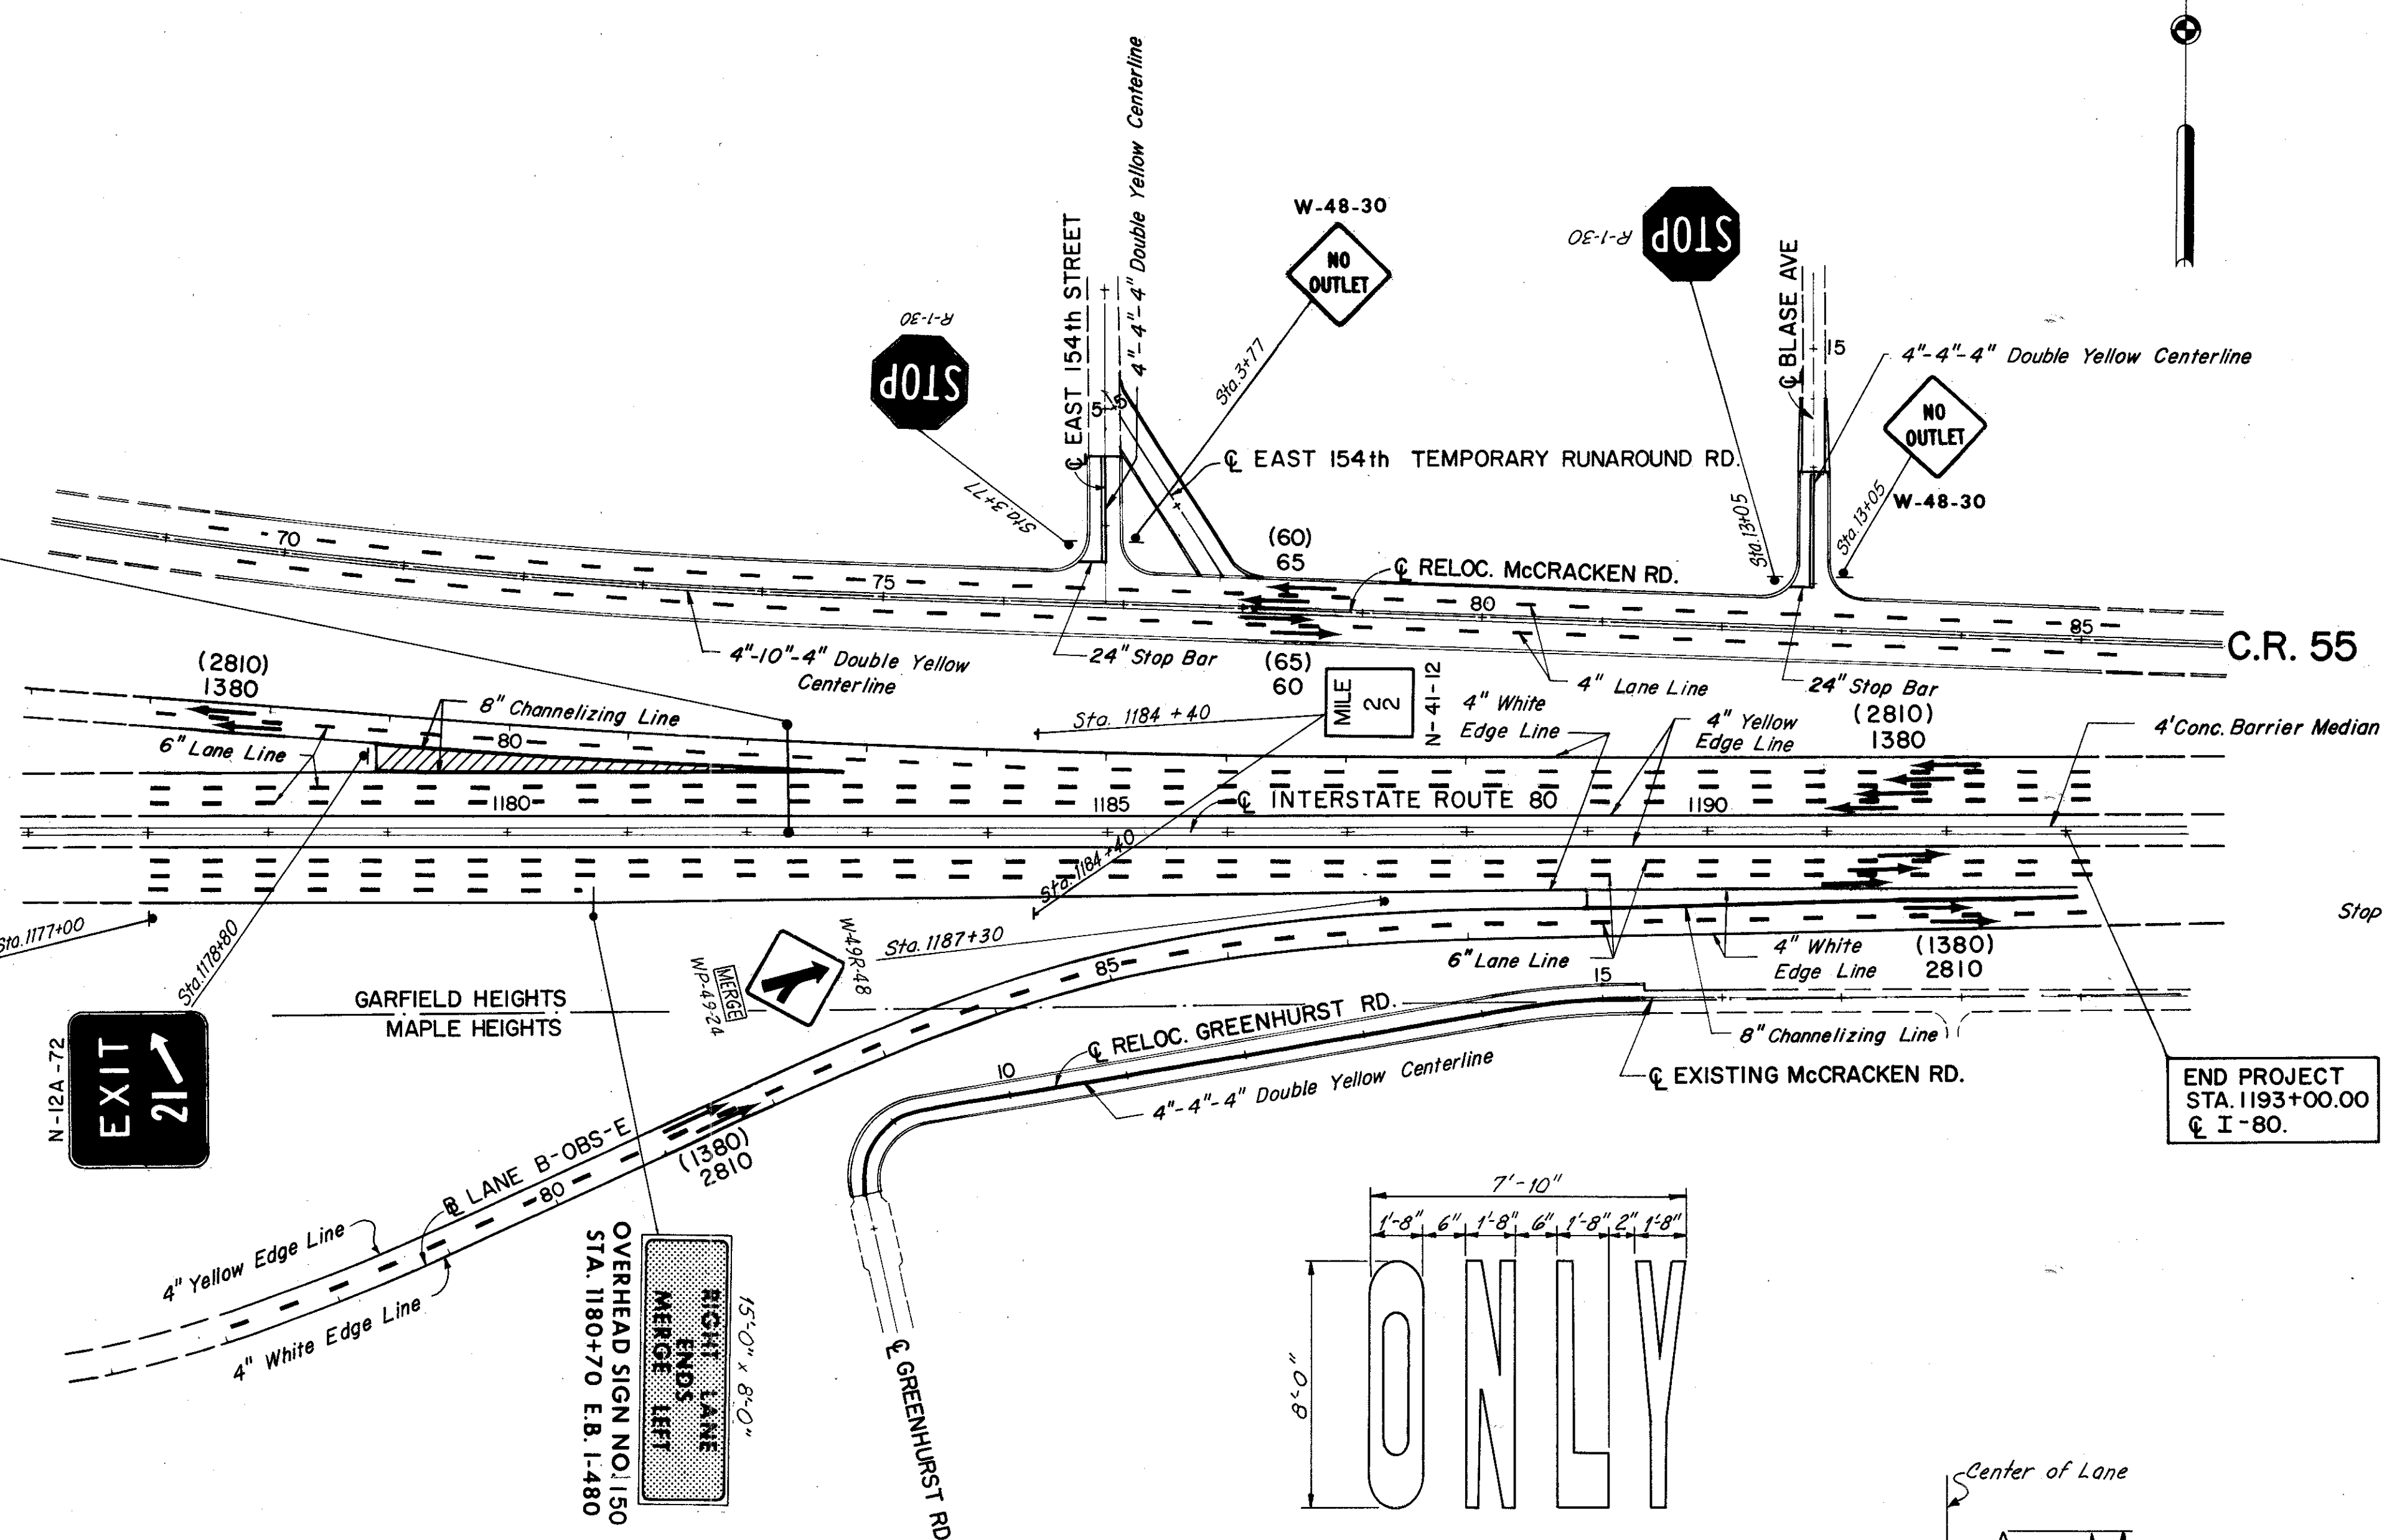 W-48-30
NO
OUTLET
R-1-30
STOP
℄ EAST 154th STREET
4"-4"-4" Double Yellow Centerline
R-1-30
STOP
℄ BLASE AVE
15
4"-4"-4" Double Yellow Centerline
NO
OUTLET
W-48-30
Sta. 3+77
Sta. 3+77
5
15
℄ EAST 154th TEMPORARY RUNAROUND RD.
Sta. 13+05
Sta. 13+05
70
75
(60)
65
℄ RELOC. McCRACKEN RD.
80
85
C.R. 55
4"-10"-4" Double Yellow
Centerline
24" Stop Bar
(65)
60
4" Lane Line
24" Stop Bar
(2810)
1380
8" Channelizing Line
6" Lane Line
80
Sta. 1184+40
MILE
22
N-41-12
4" White
Edge Line
4" Yellow
Edge Line
(2810)
1380
4' Conc. Barrier Median
1180
1185
℄ INTERSTATE ROUTE 80
1190
Sta. 1184+40
Sta. 1177+00
Sta. 1178+80
Sta. 1187+30
W-49R-48
MERGE
WP-49-24
85
6" Lane Line
4" White
Edge Line
(1380)
2810
Stop
GARFIELD HEIGHTS
MAPLE HEIGHTS
N-12A-72
EXIT
21
15
℄ RELOC. GREENHURST RD.
10
4"-4"-4" Double Yellow Centerline
8" Channelizing Line
℄ EXISTING McCRACKEN RD.
END PROJECT
STA. 1193+00.00
℄ I-80.
BL LANE B-OBS-E
80
(1380)
2810
4" Yellow Edge Line
4" White Edge Line
OVERHEAD SIGN NO. 150
STA. 1180+70 E.B. I-480
RIGHT LANE
ENDS
MERGE LEFT
15'-0" x 8'-0"
℄ GREENHURST RD
7'-10"
1'-8" 6" 1'-8" 6" 1'-8" 2" 1'-8"
8'-0"
ONLY
Center of Lane